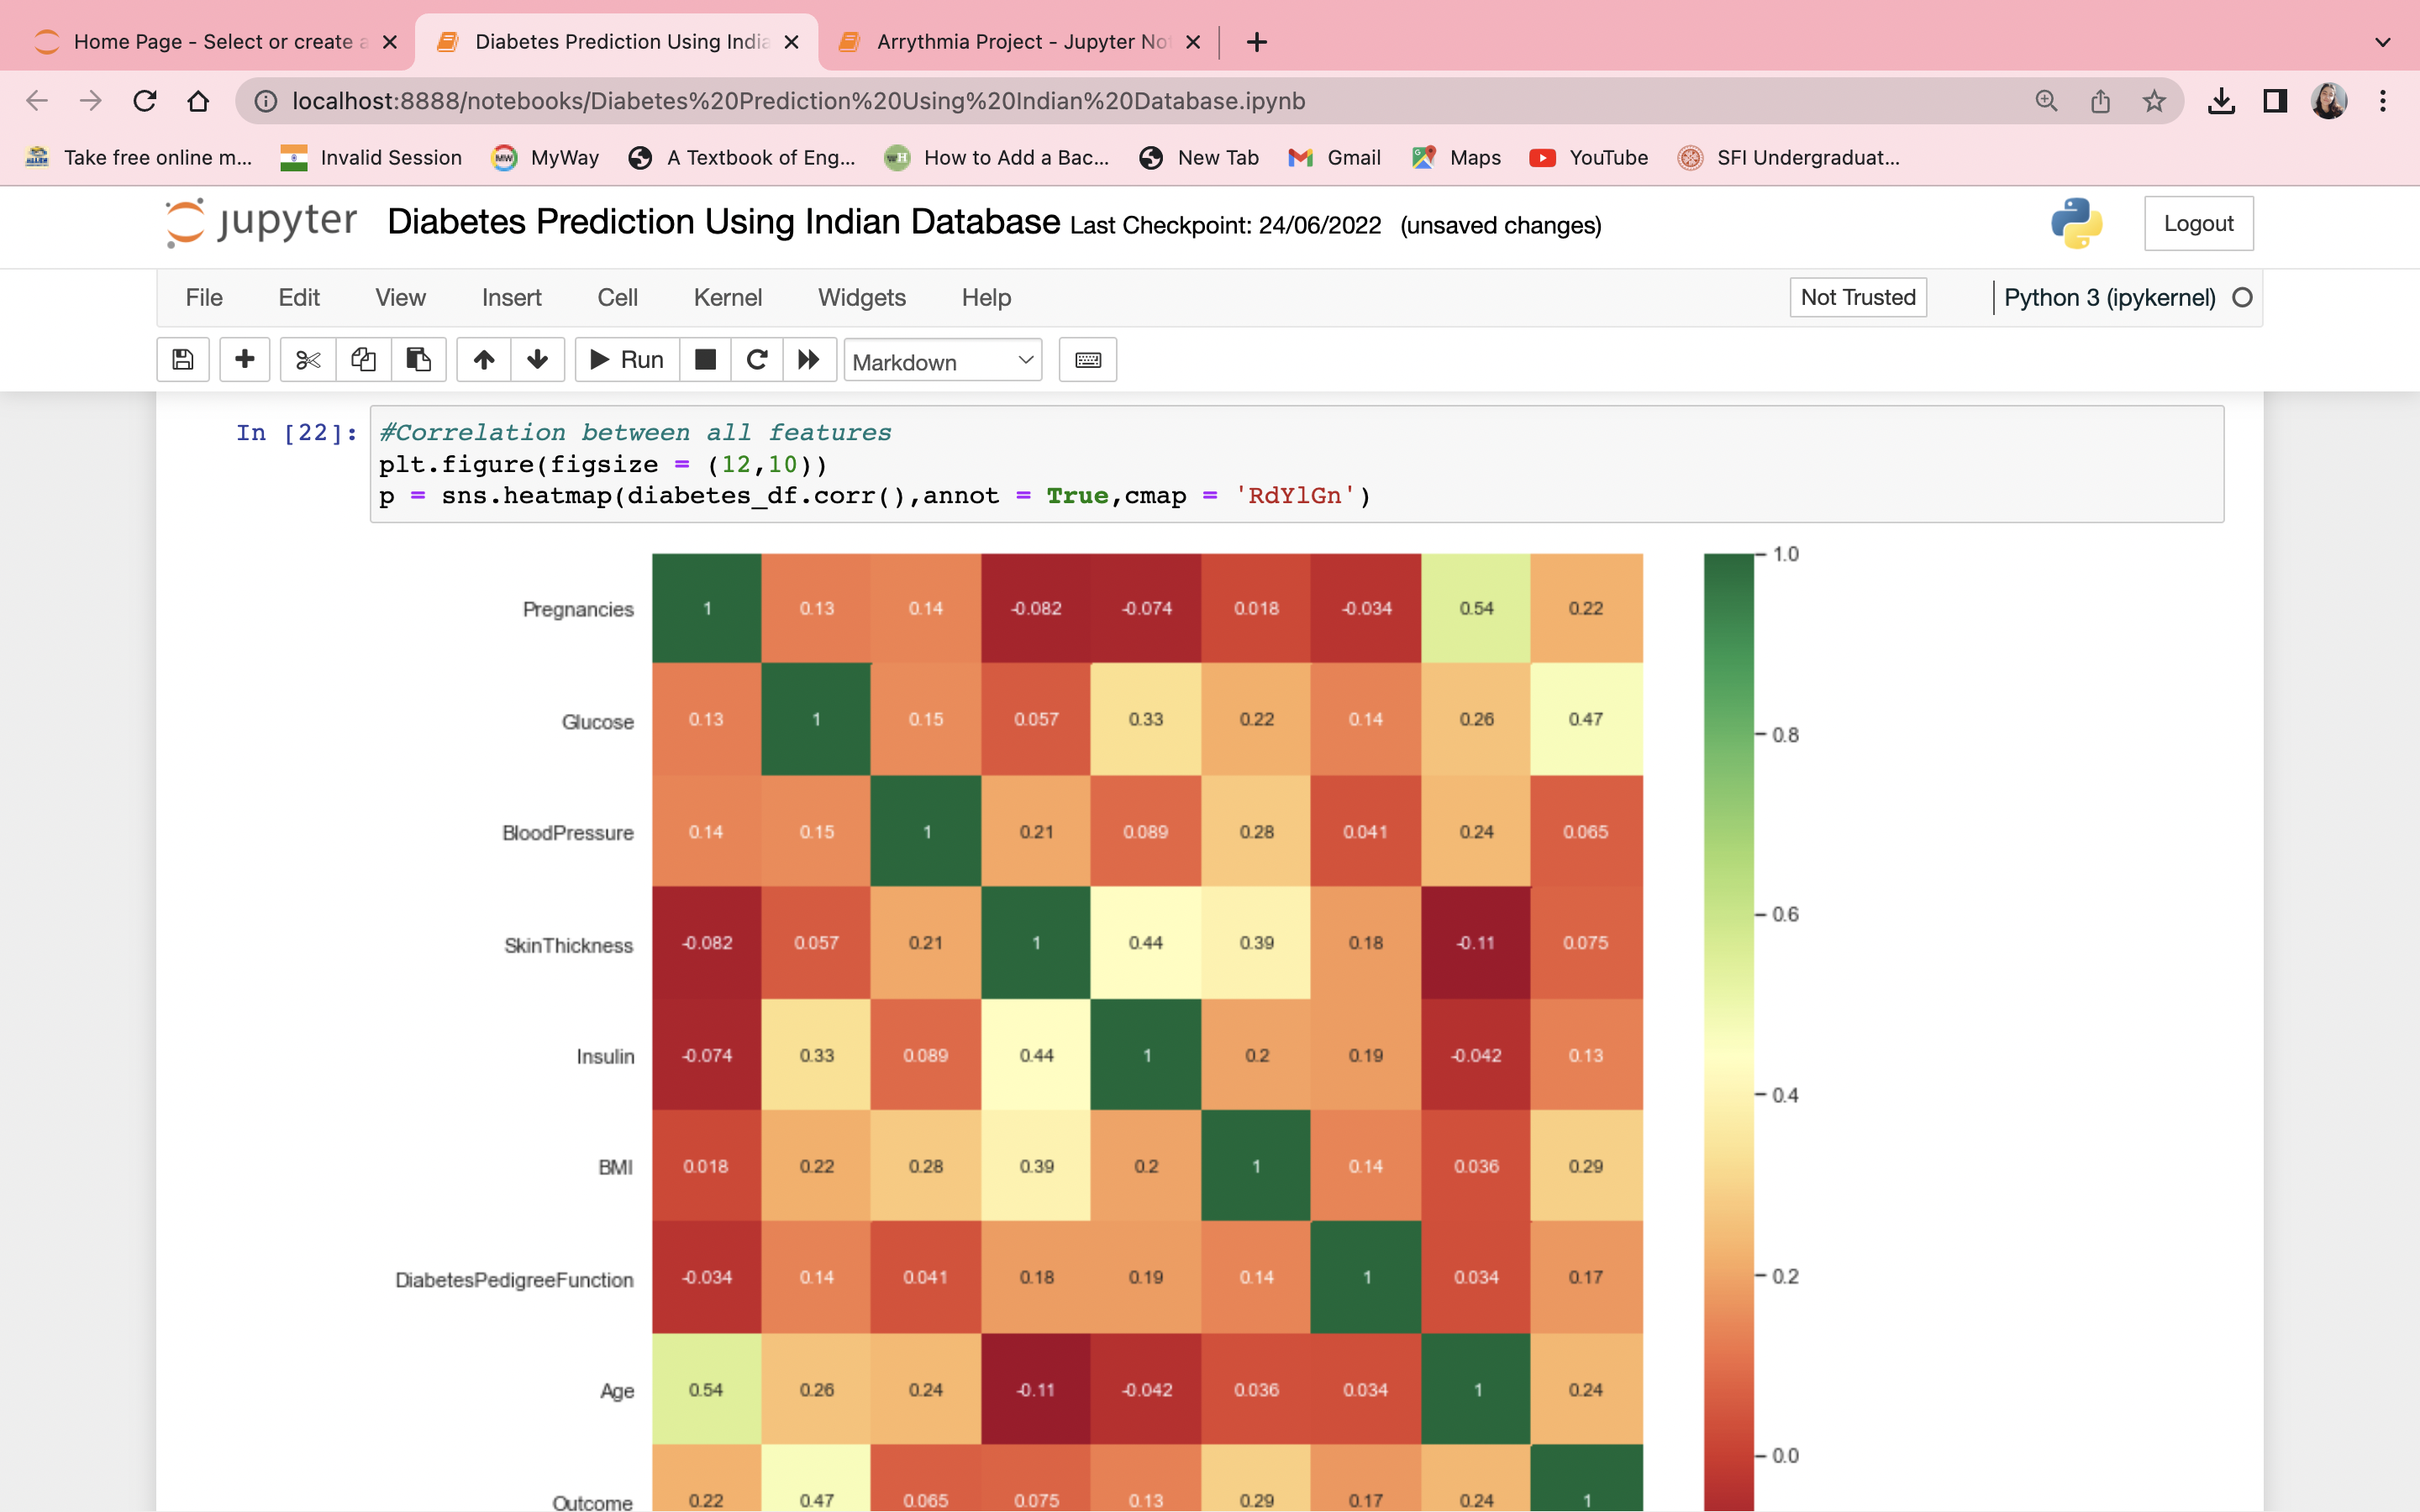 Home Page - Select or create a
Diabetes Prediction Using India
Arrythmia Project - Jupyter No
localhost:8888/notebooks/Diabetes%20Prediction%20Using%20Indian%20Database.ipynb
Take free online m... Invalid Session MyWay A Textbook of Eng... How to Add a Bac... New Tab Gmail Maps YouTube SFI Undergraduat...
jupyter Diabetes Prediction Using Indian Database Last Checkpoint: 24/06/2022 (unsaved changes) Logout
File Edit View Insert Cell Kernel Widgets Help Not Trusted Python 3 (ipykernel)
Run Markdown
In [22]: #Correlation between all features
plt.figure(figsize = (12,10))
p = sns.heatmap(diabetes_df.corr(),annot = True,cmap = 'RdYlGn')
Pregnancies 1 0.13 0.14 -0.082 -0.074 0.018 -0.034 0.54 0.22
Glucose 0.13 1 0.15 0.057 0.33 0.22 0.14 0.26 0.47
BloodPressure 0.14 0.15 1 0.21 0.089 0.28 0.041 0.24 0.065
SkinThickness -0.082 0.057 0.21 1 0.44 0.39 0.18 -0.11 0.075
Insulin -0.074 0.33 0.089 0.44 1 0.2 0.19 -0.042 0.13
BMI 0.018 0.22 0.28 0.39 0.2 1 0.14 0.036 0.29
DiabetesPedigreeFunction -0.034 0.14 0.041 0.18 0.19 0.14 1 0.034 0.17
Age 0.54 0.26 0.24 -0.11 -0.042 0.036 0.034 1 0.24
Outcome 0.22 0.47 0.065 0.075 0.13 0.29 0.17 0.24 1
1.0
0.8
0.6
0.4
0.2
0.0